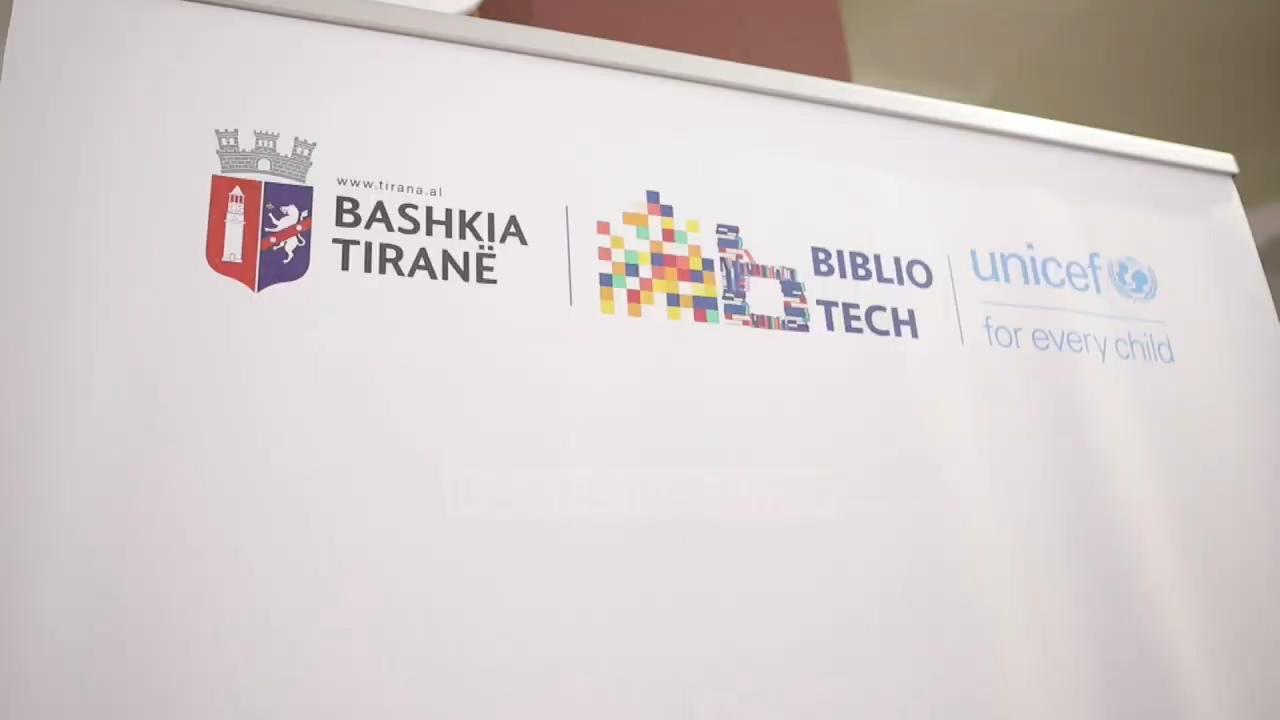 www.tirana.al
BASHKIA
TIRANË
BIBLIO
TECH
unicef
for every child